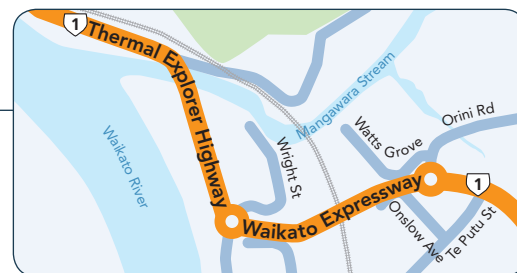 1
Thermal Explorer Highway
Mangawara Stream
Waikato River
Wright St
Watts Grove
Orini Rd
1
Waikato Expressway
Onslow Ave
Te Putu St